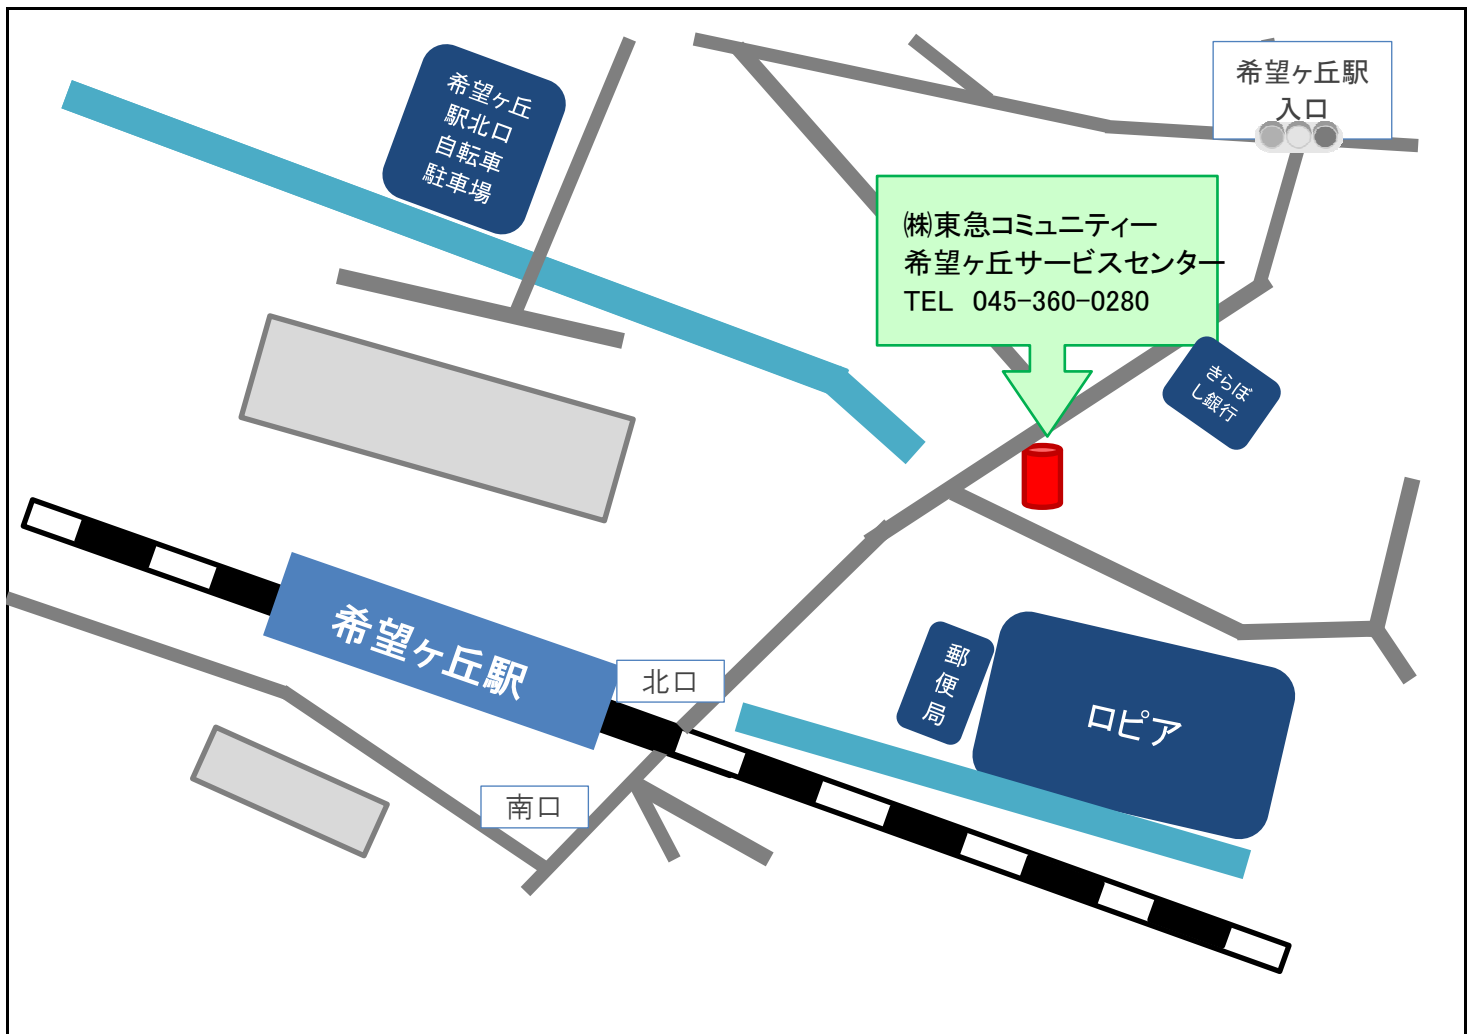 希望ヶ丘
駅北口
自転車
駐車場
希望ヶ丘駅
入口
㈱東急コミュニティー
希望ヶ丘サービスセンター
TEL　045-360-0280
きらぼ
し銀行
希望ヶ丘駅
北口
郵
便
局
ロピア
南口